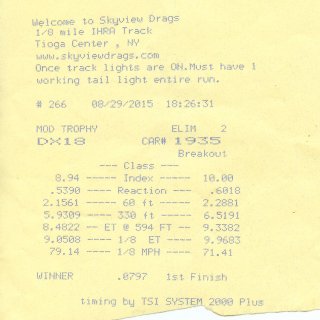 Welcome to Skyview Drags
1/8 mile IHRA Track
Tioga Center , NY
www.skyviewdrags.com
Once track lights are ON.Must have 1
working tail light entire run.
# 266 08/29/2015 18:26:31
MOD TROPHY ELIM 2
DX18 CAR# 1935
Breakout
--- Class ---
8.94 ----- Index ----- 10.00
.5390 ---- Reaction --- .6018
2.1561 ----- 60 ft ---- 2.2881
5.9309 ---- 330 ft ---- 6.5191
8.4822 -- ET @ 594 FT -- 9.3382
9.0508 ---- 1/8 ET ---- 9.9683
79.14 ---- 1/8 MPH ---- 71.41
WINNER .0797 1st Finish
timing by TSI SYSTEM 2000 Plus